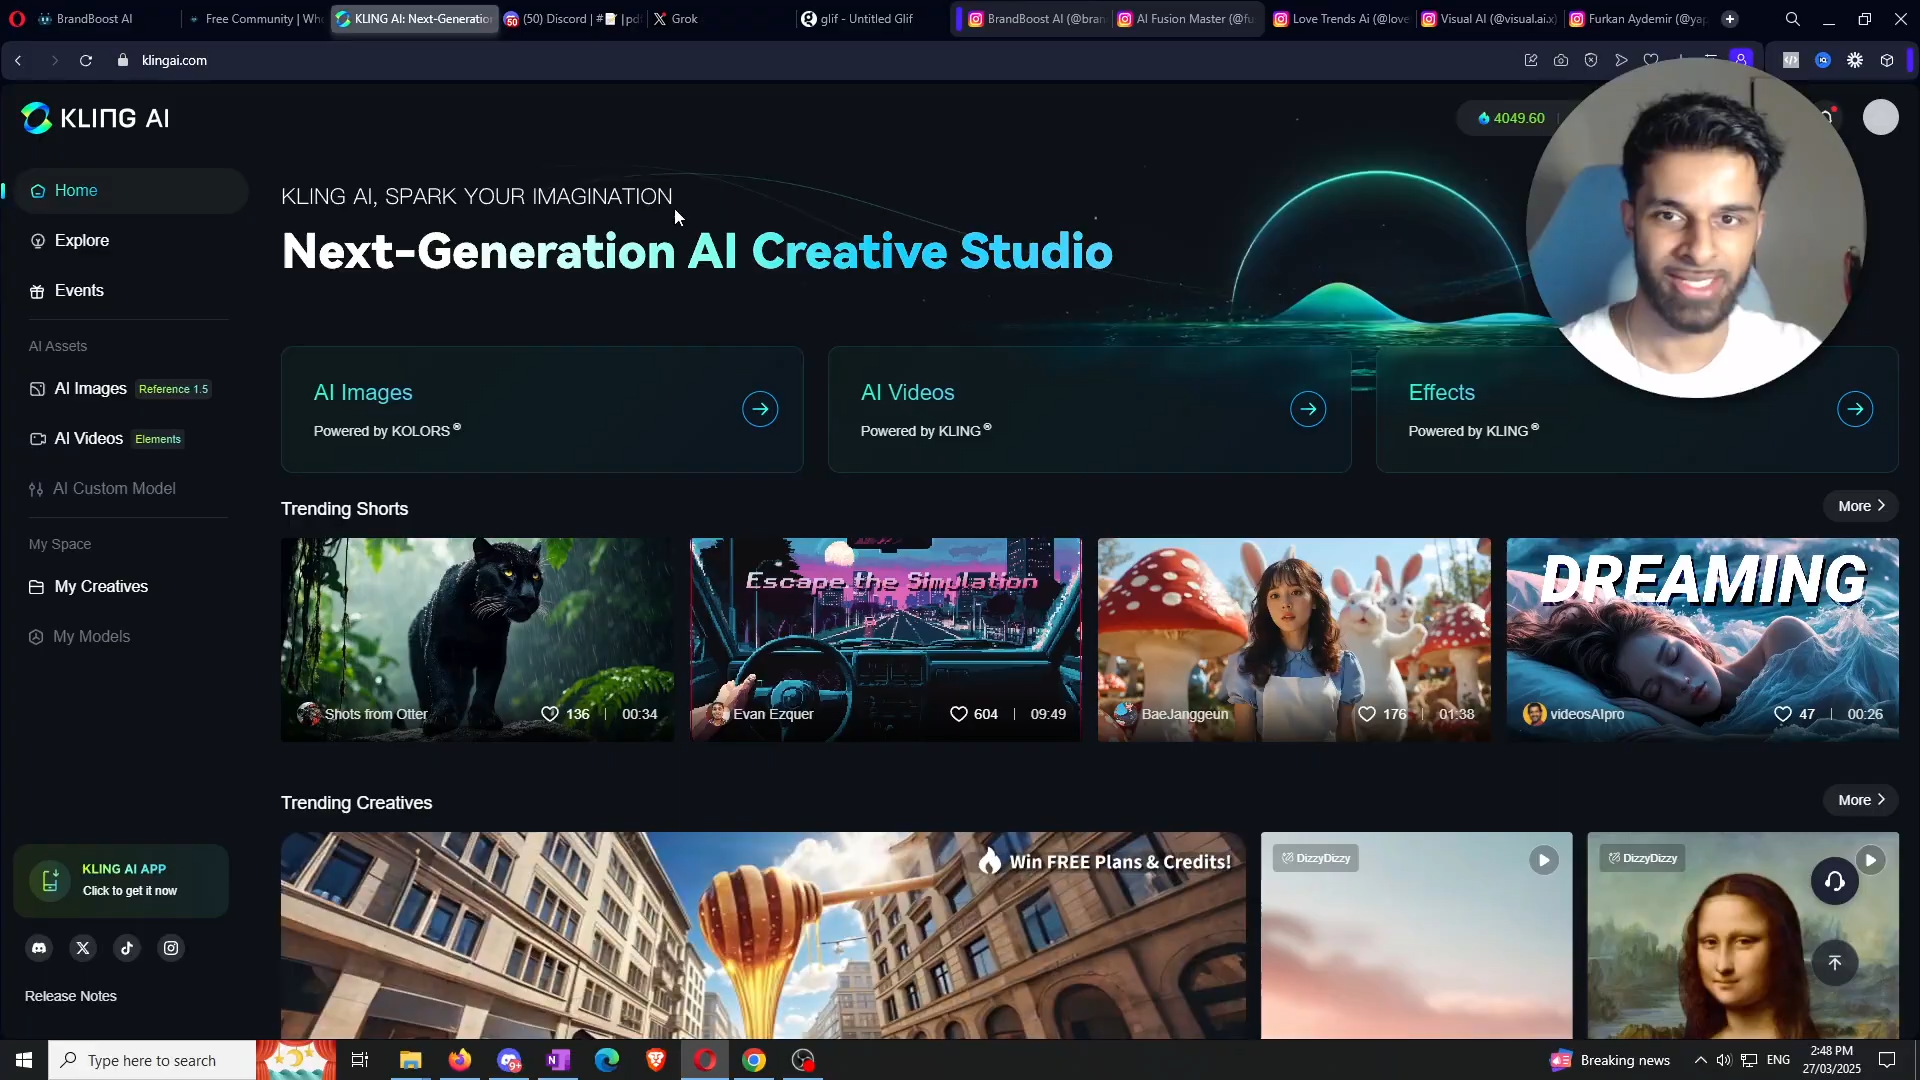 BrandBoost AI
Free Community | Who
KLING AI: Next-Generation
(50) Discord | #📝|pd
Grok
glif - Untitled Glif
BrandBoost AI (@bran
AI Fusion Master (@fu
Love Trends Ai (@love
Visual AI (@visual.ai.x)
Furkan Aydemir (@yap
klingai.com
KLING AI
4049.60
Home
Explore
Events
AI Assets
AI Images
Reference 1.5
AI Videos
Elements
AI Custom Model
My Space
My Creatives
My Models
KLING AI APP
Click to get it now
Release Notes
KLING AI, SPARK YOUR IMAGINATION
Next-Generation AI Creative Studio
AI Images
Powered by KOLORS®
AI Videos
Powered by KLING®
Effects
Powered by KLING®
Trending Shorts
More
Shots from Otter
136 | 00:34
Escape the Simulation
Evan Ezquer
604 | 09:49
BaeJanggeun
176 | 01:38
DREAMING
videosAIpro
47 | 00:26
Trending Creatives
More
Win FREE Plans & Credits!
DizzyDizzy
DizzyDizzy
Type here to search
Breaking news
ENG
2:48 PM
27/03/2025